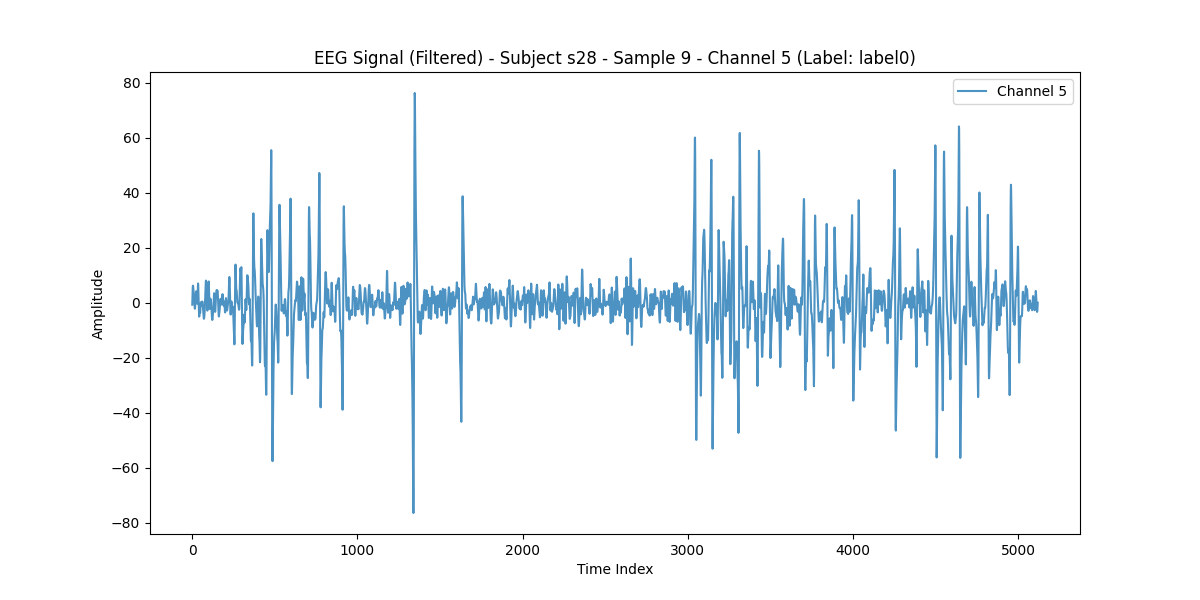 EEG Signal (Filtered) - Subject s28 - Sample 9 - Channel 5 (Label: label0)
Channel 5
80
60
40
20
0
−20
−40
−60
−80
Amplitude
0 1000 2000 3000 4000 5000
Time Index